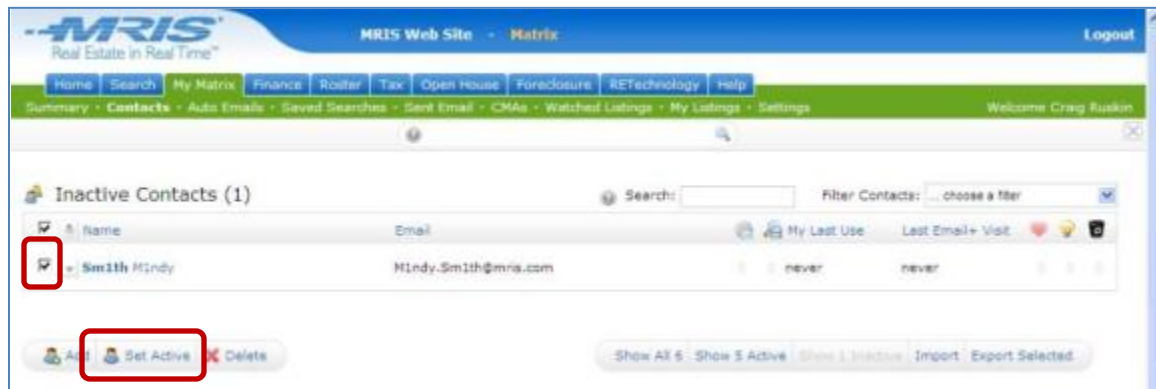 MRIS
Real Estate in Real Time™
MRIS Web Site - Matrix Logout
Home Search My Matrix Finance Roster Tax Open House Foreclosure RETechnology Help
Summary · Contacts · Auto Emails · Saved Searches · Sent Email · CMAs · Watched Listings · My Listings · Settings Welcome Craig Ruskin
Inactive Contacts (1) Search: Filter Contacts: ... choose a filter
Name Email My Last Use Last Email+ Visit
Sm1th M1ndy M1ndy.Sm1th@mris.com never never
Add Set Active Delete Show All 6 Show 5 Active Show 1 Inactive Import Export Selected